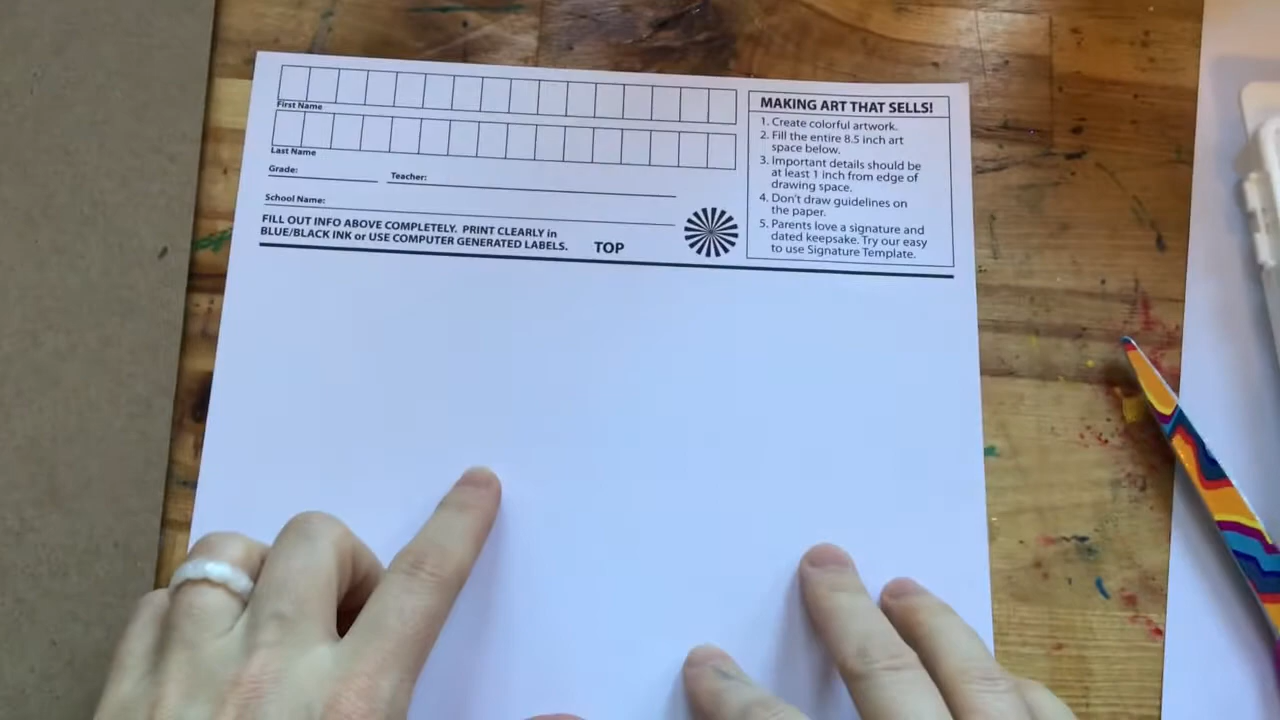 First Name
Last Name
Grade:
Teacher:
School Name:
FILL OUT INFO ABOVE COMPLETELY. PRINT CLEARLY in
BLUE/BLACK INK or USE COMPUTER GENERATED LABELS.
TOP
MAKING ART THAT SELLS!
1. Create colorful artwork.
2. Fill the entire 8.5 inch art
space below.
3. Important details should be
at least 1 inch from edge of
drawing space.
4. Don't draw guidelines on
the paper.
5. Parents love a signature and
dated keepsake. Try our easy
to use Signature Template.